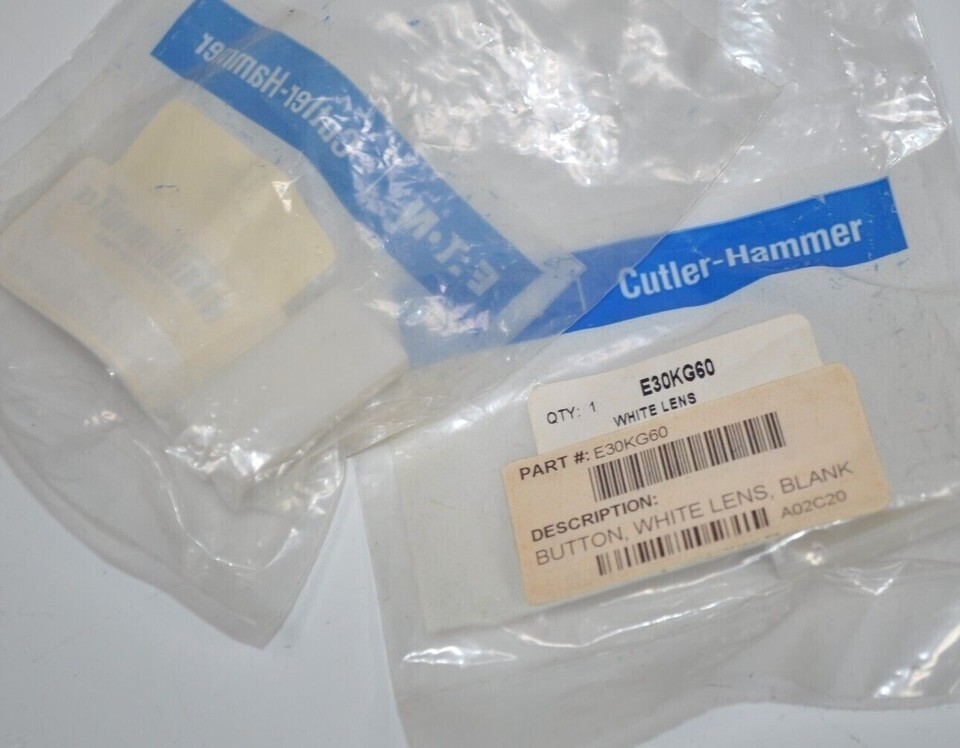 Cutler-Hammer
E·T·N
Cutler-Hammer
E30KG60
QTY: 1 WHITE LENS
PART #: E30KG60
DESCRIPTION:
BUTTON, WHITE LENS, BLANK
A02C20